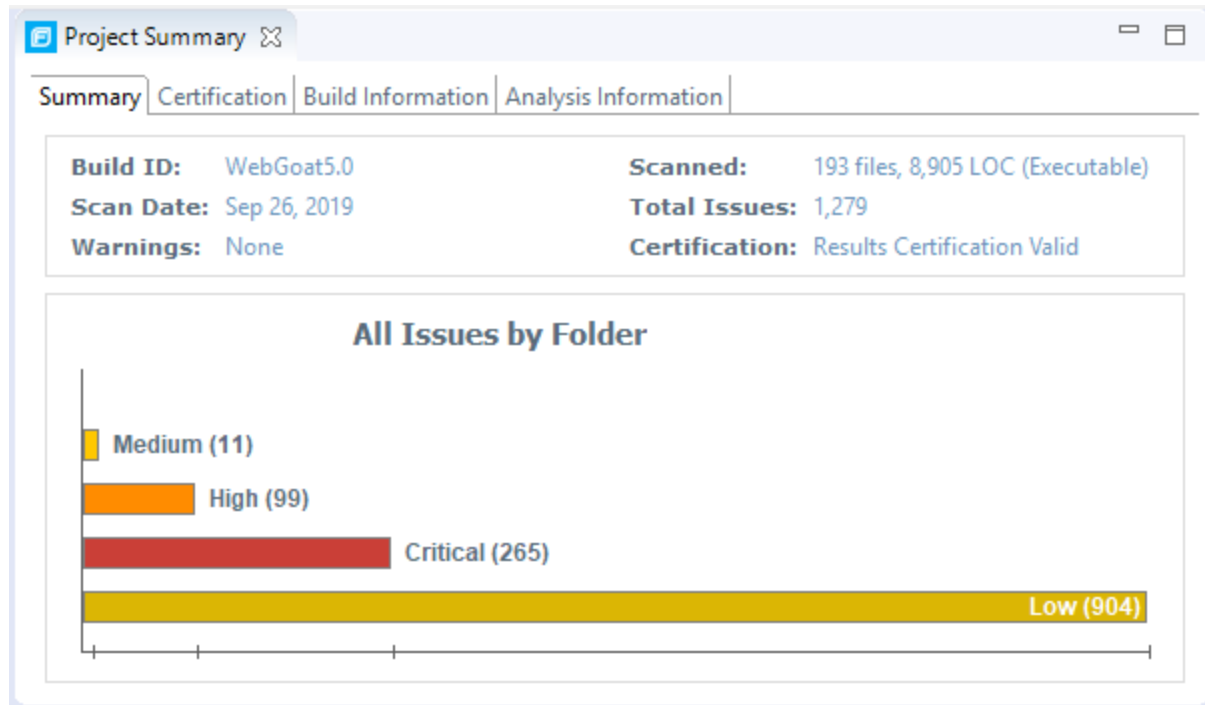 Project Summary
Summary Certification Build Information Analysis Information
Build ID: WebGoat5.0 Scanned: 193 files, 8,905 LOC (Executable)
Scan Date: Sep 26, 2019 Total Issues: 1,279
Warnings: None Certification: Results Certification Valid
All Issues by Folder
Medium (11)
High (99)
Critical (265)
Low (904)